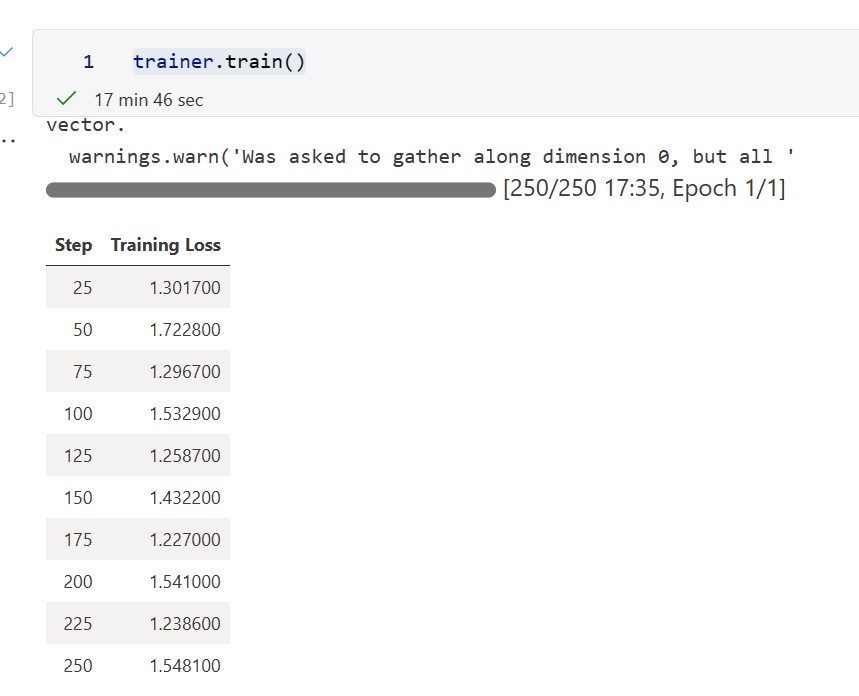 1 trainer.train()
2] 17 min 46 sec
vector.
warnings.warn('Was asked to gather along dimension 0, but all '
[250/250 17:35, Epoch 1/1]
Step Training Loss
25 1.301700
50 1.722800
75 1.296700
100 1.532900
125 1.258700
150 1.432200
175 1.227000
200 1.541000
225 1.238600
250 1.548100